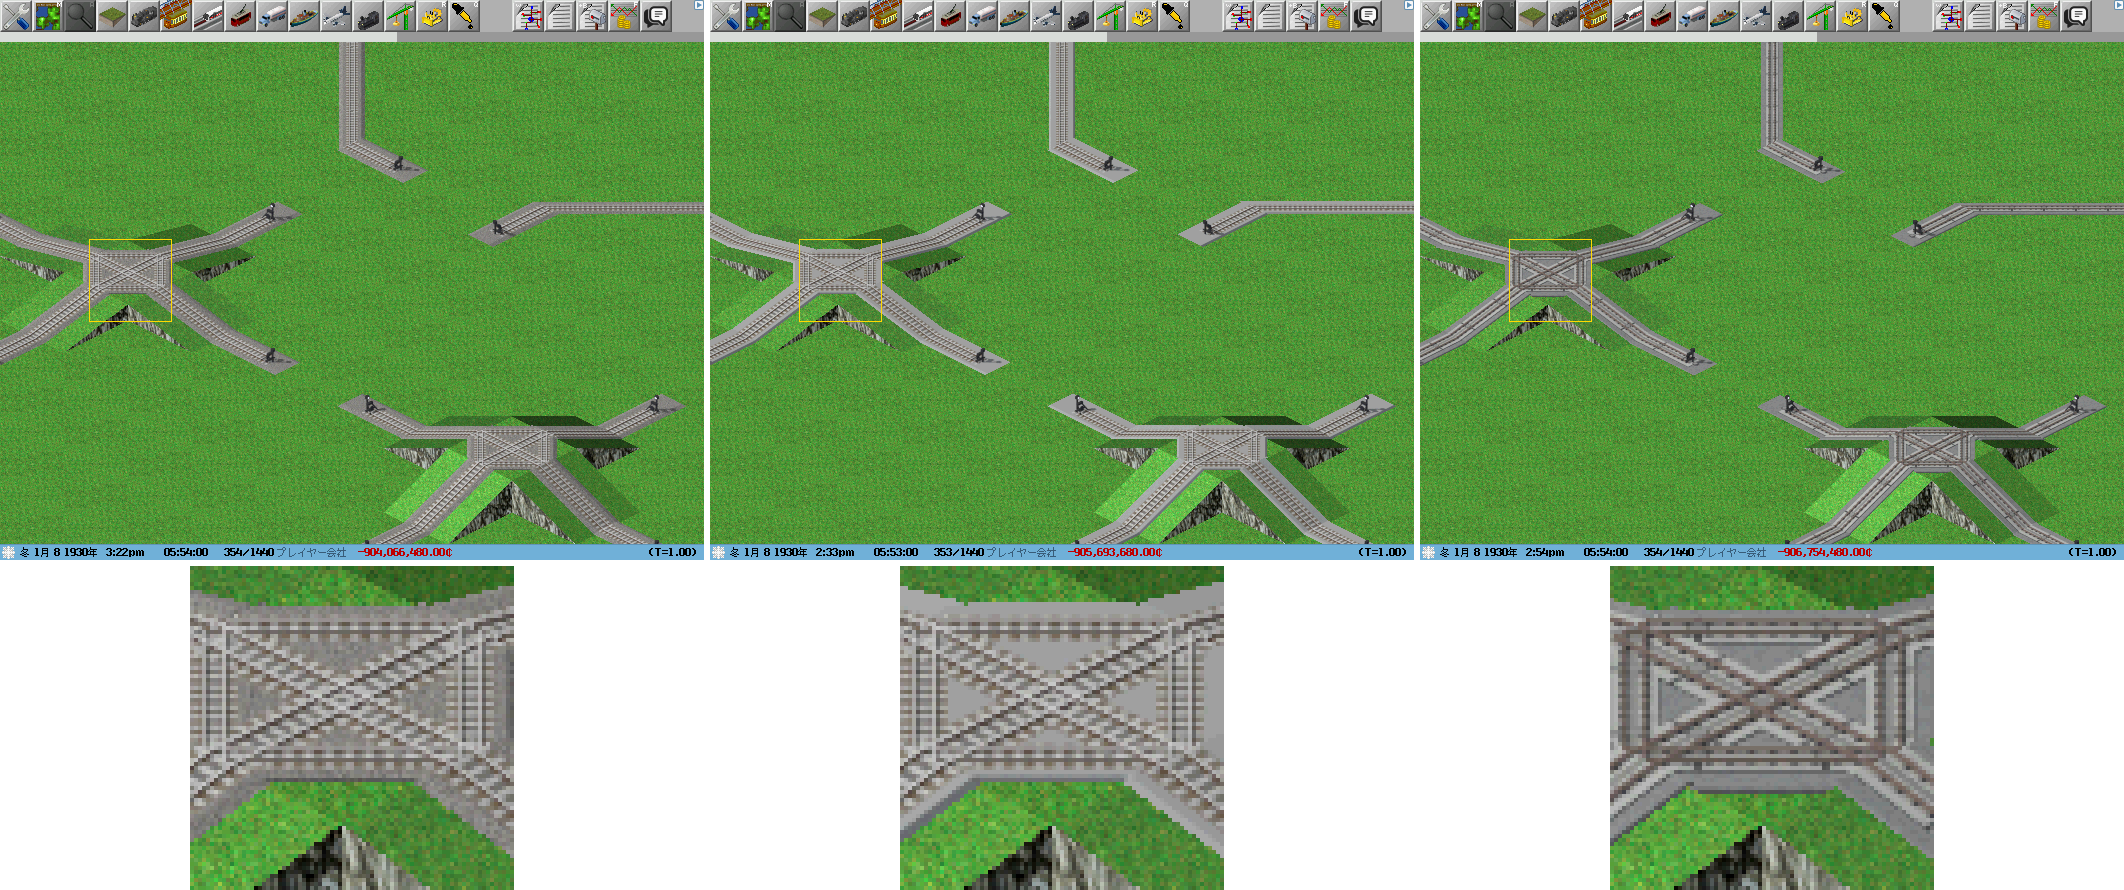 冬 1月 8 1930年 3:22pm 05:54:00 354/1440 プレイヤー会社 -904,066,480.00¢ (T=1.00)
冬 1月 8 1930年 2:33pm 05:53:00 353/1440 プレイヤー会社 -905,693,680.00¢ (T=1.00)
冬 1月 8 1930年 2:54pm 05:54:00 354/1440 プレイヤー会社 -906,754,480.00¢ (T=1.00)